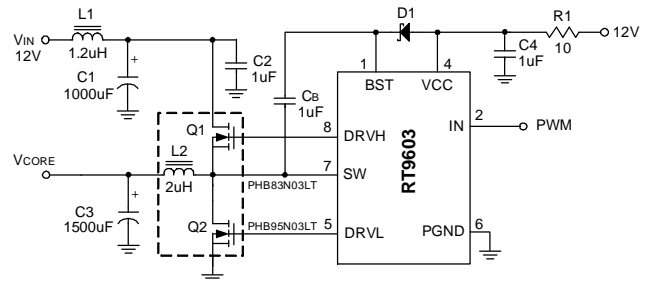 L1
VIN
12V
1.2uH
C1
1000uF
C2
1uF
D1
R1
10
12V
C4
1uF
1
4
BST
VCC
CB
1uF
Q1
8
DRVH
IN
2
PWM
RT9603
VCORE
L2
2uH
7
SW
PHB83N03LT
C3
1500uF
Q2
PHB95N03LT
5
DRVL
PGND
6